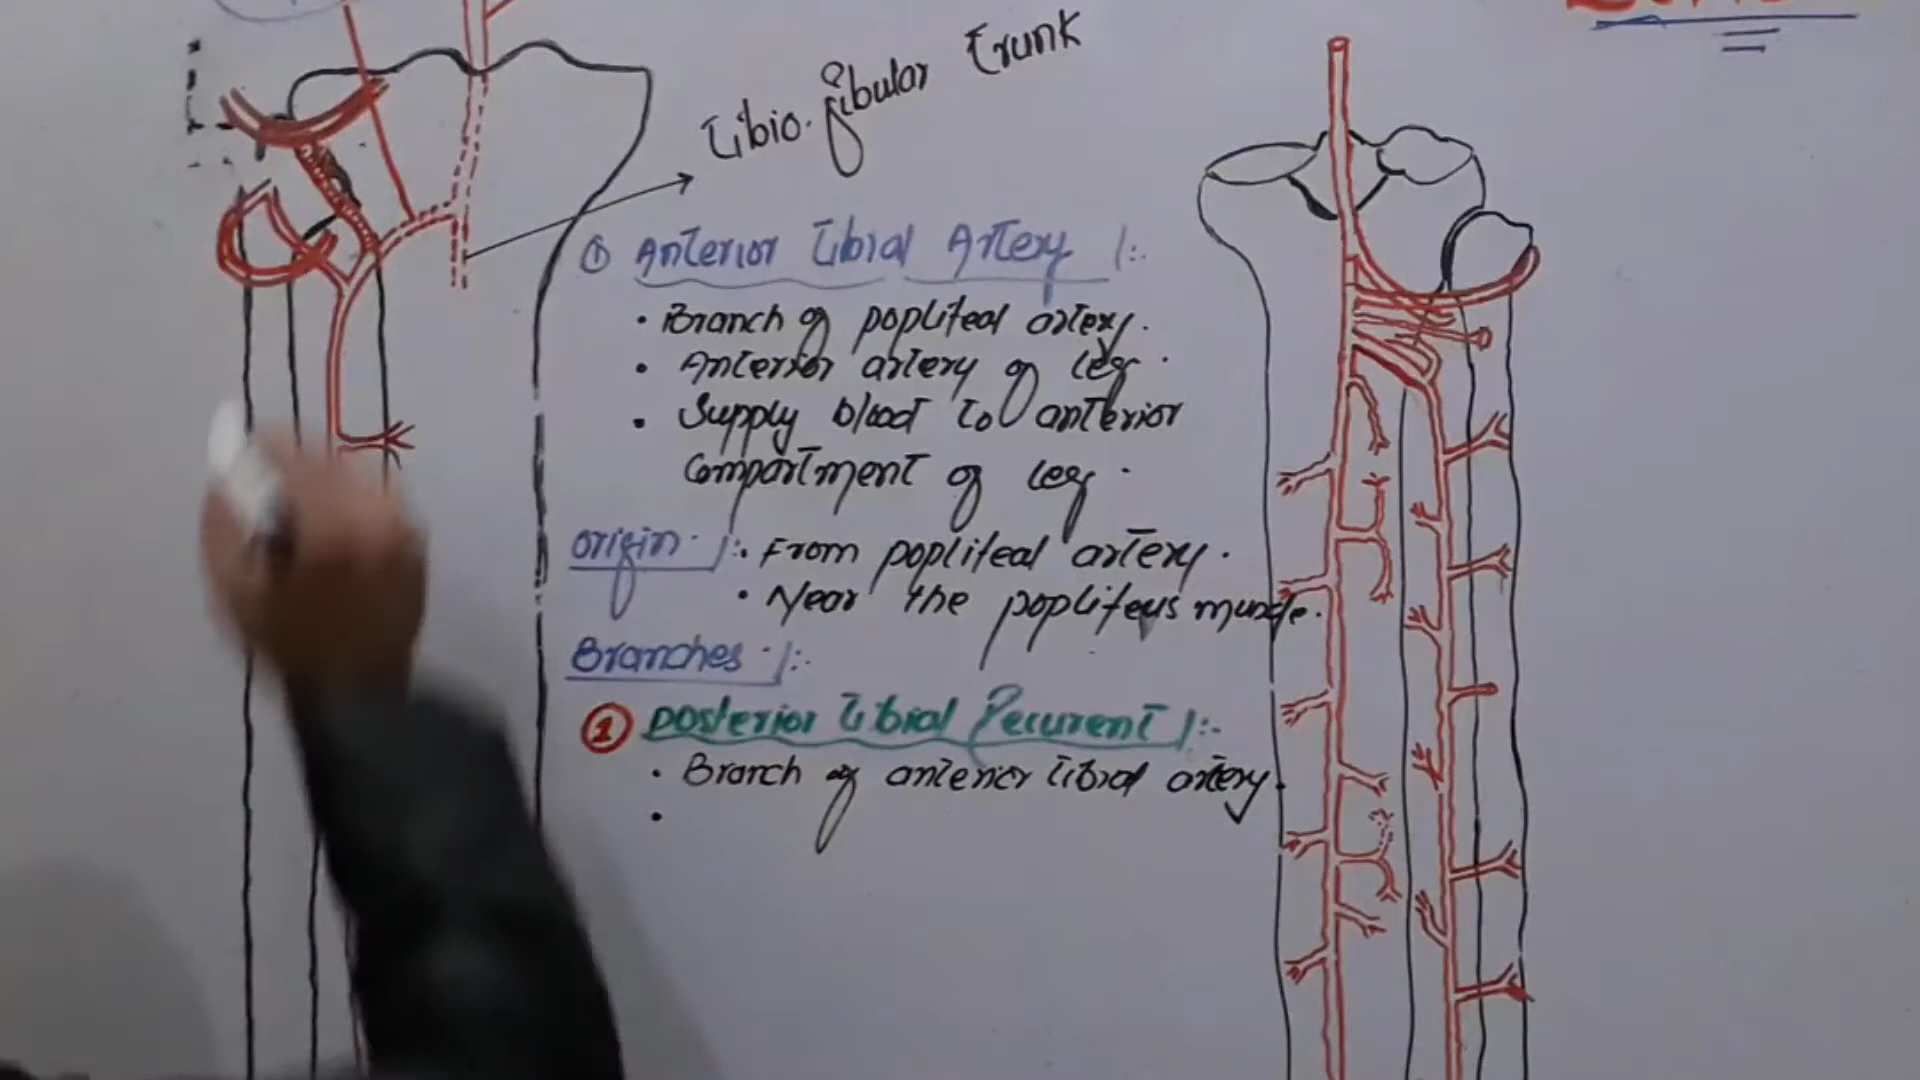 Tibio. fibular Trunk
① Anterior Tibial Artery :-
• Branch of popliteal artery.
• Anterior artery of leg.
• Supply blood to anterior
Compartment of leg.
Origin :- • From popliteal artery.
• Near the popliteus muscle.
Branches :-
① Posterior Tibial Recurent :-
• Branch of anterior tibial artery.
•